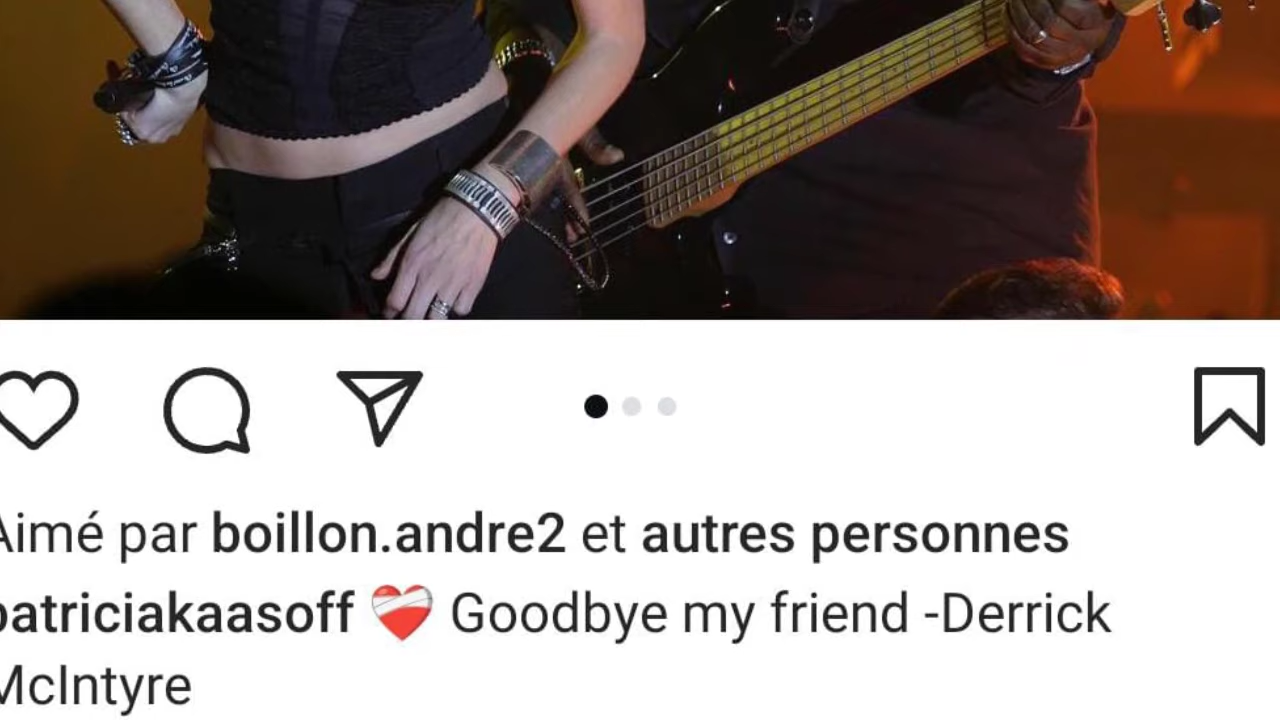 Aimé par boillon.andre2 et autres personnes
patriciakaasoff ❤️‍🩹 Goodbye my friend -Derrick
McIntyre